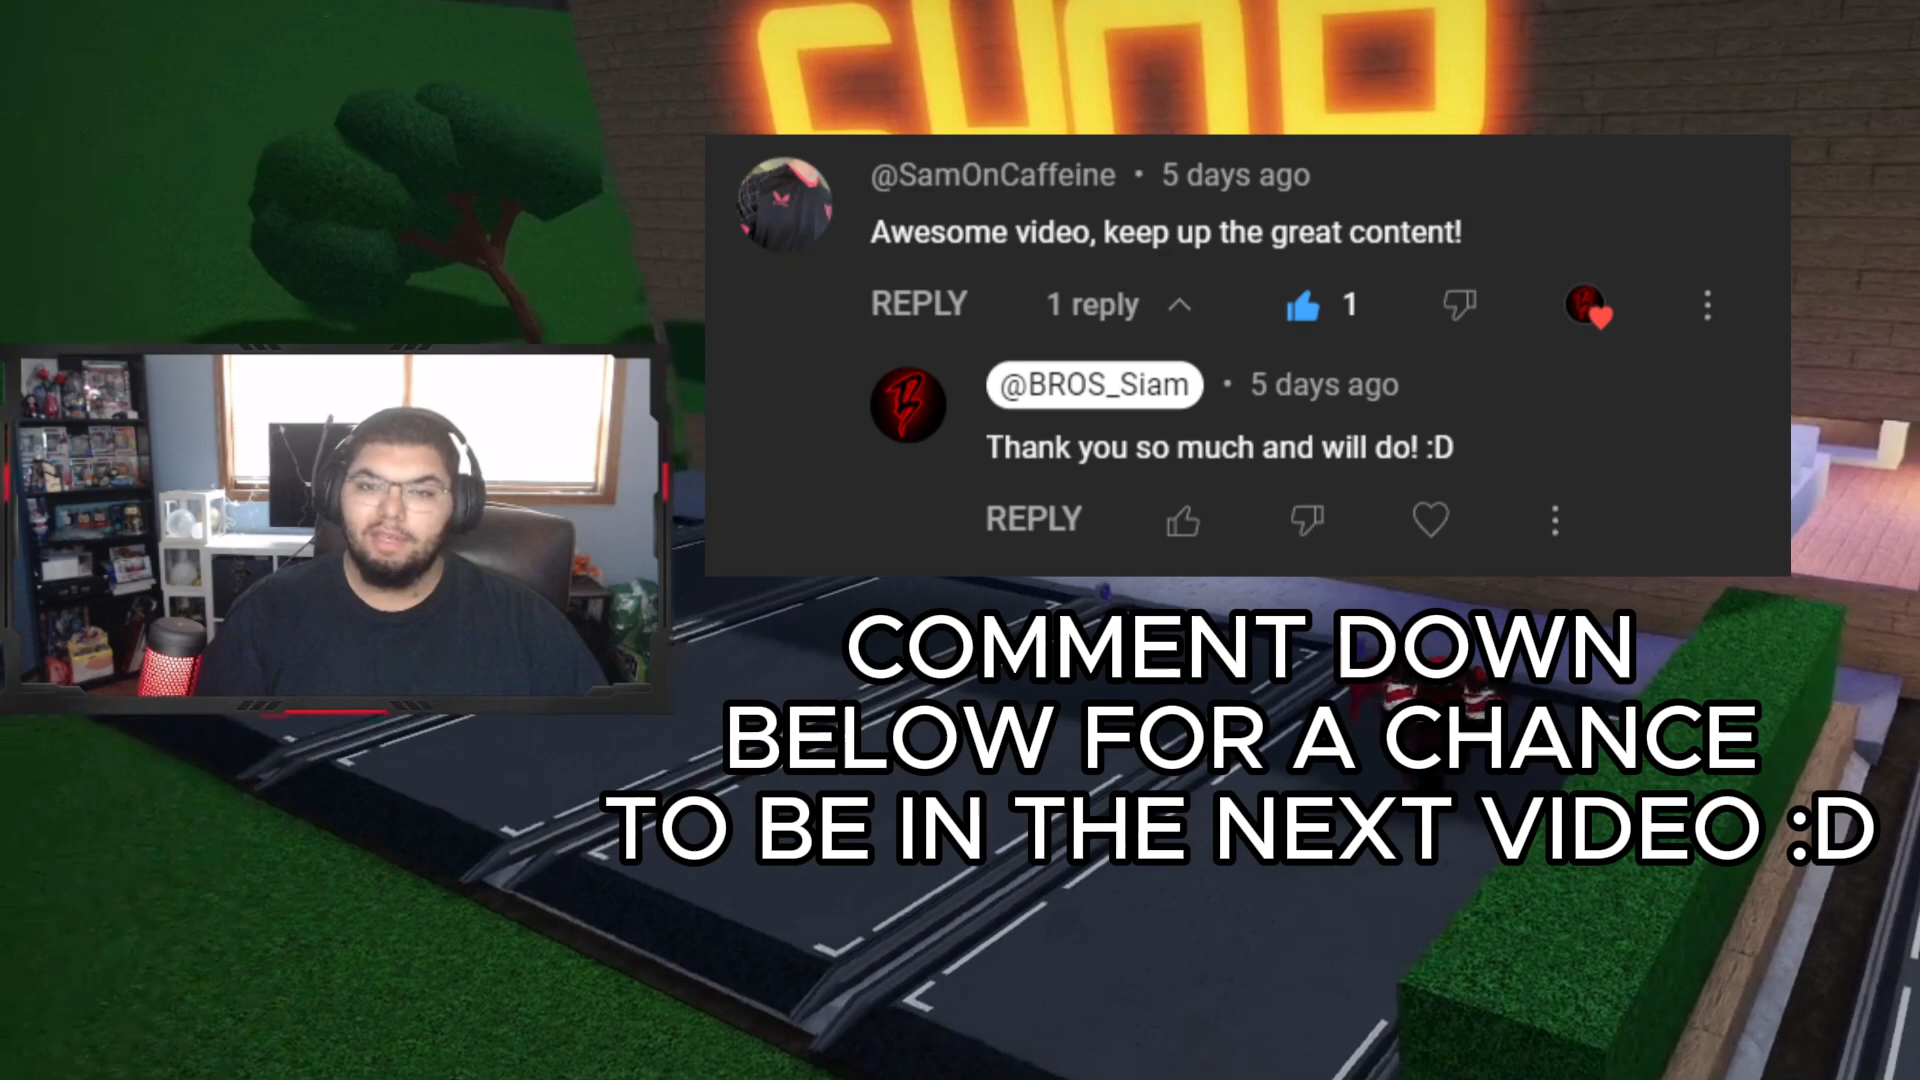 SHOP
@SamOnCaffeine • 5 days ago
Awesome video, keep up the great content!
REPLY 1 reply 1
@BROS_Siam • 5 days ago
Thank you so much and will do! :D
REPLY
COMMENT DOWN
BELOW FOR A CHANCE
TO BE IN THE NEXT VIDEO :D